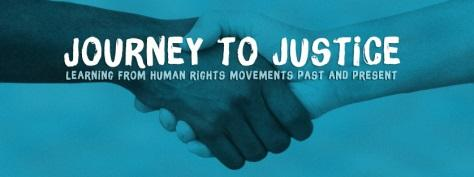 JOURNEY TO JUSTICE
LEARNING FROM HUMAN RIGHTS MOVEMENTS PAST AND PRESENT